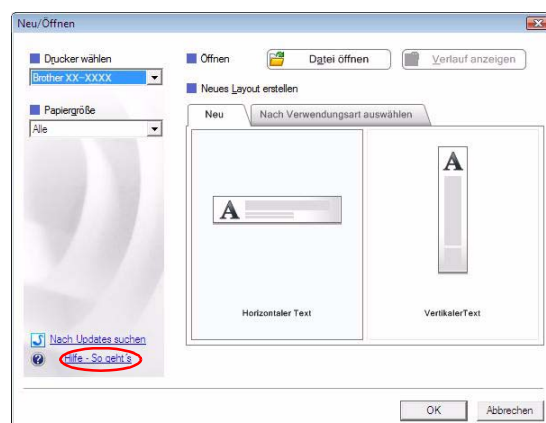 Neu/Öffnen
Drucker wählen
Brother XX-XXXX
Papiergröße
Alle
Nach Updates suchen
Hilfe - So geht's
Öffnen
Datei öffnen
Verlauf anzeigen
Neues Layout erstellen
Neu
Nach Verwendungsart auswählen
A
Horizontaler Text
A
VertikalerText
OK
Abbrechen